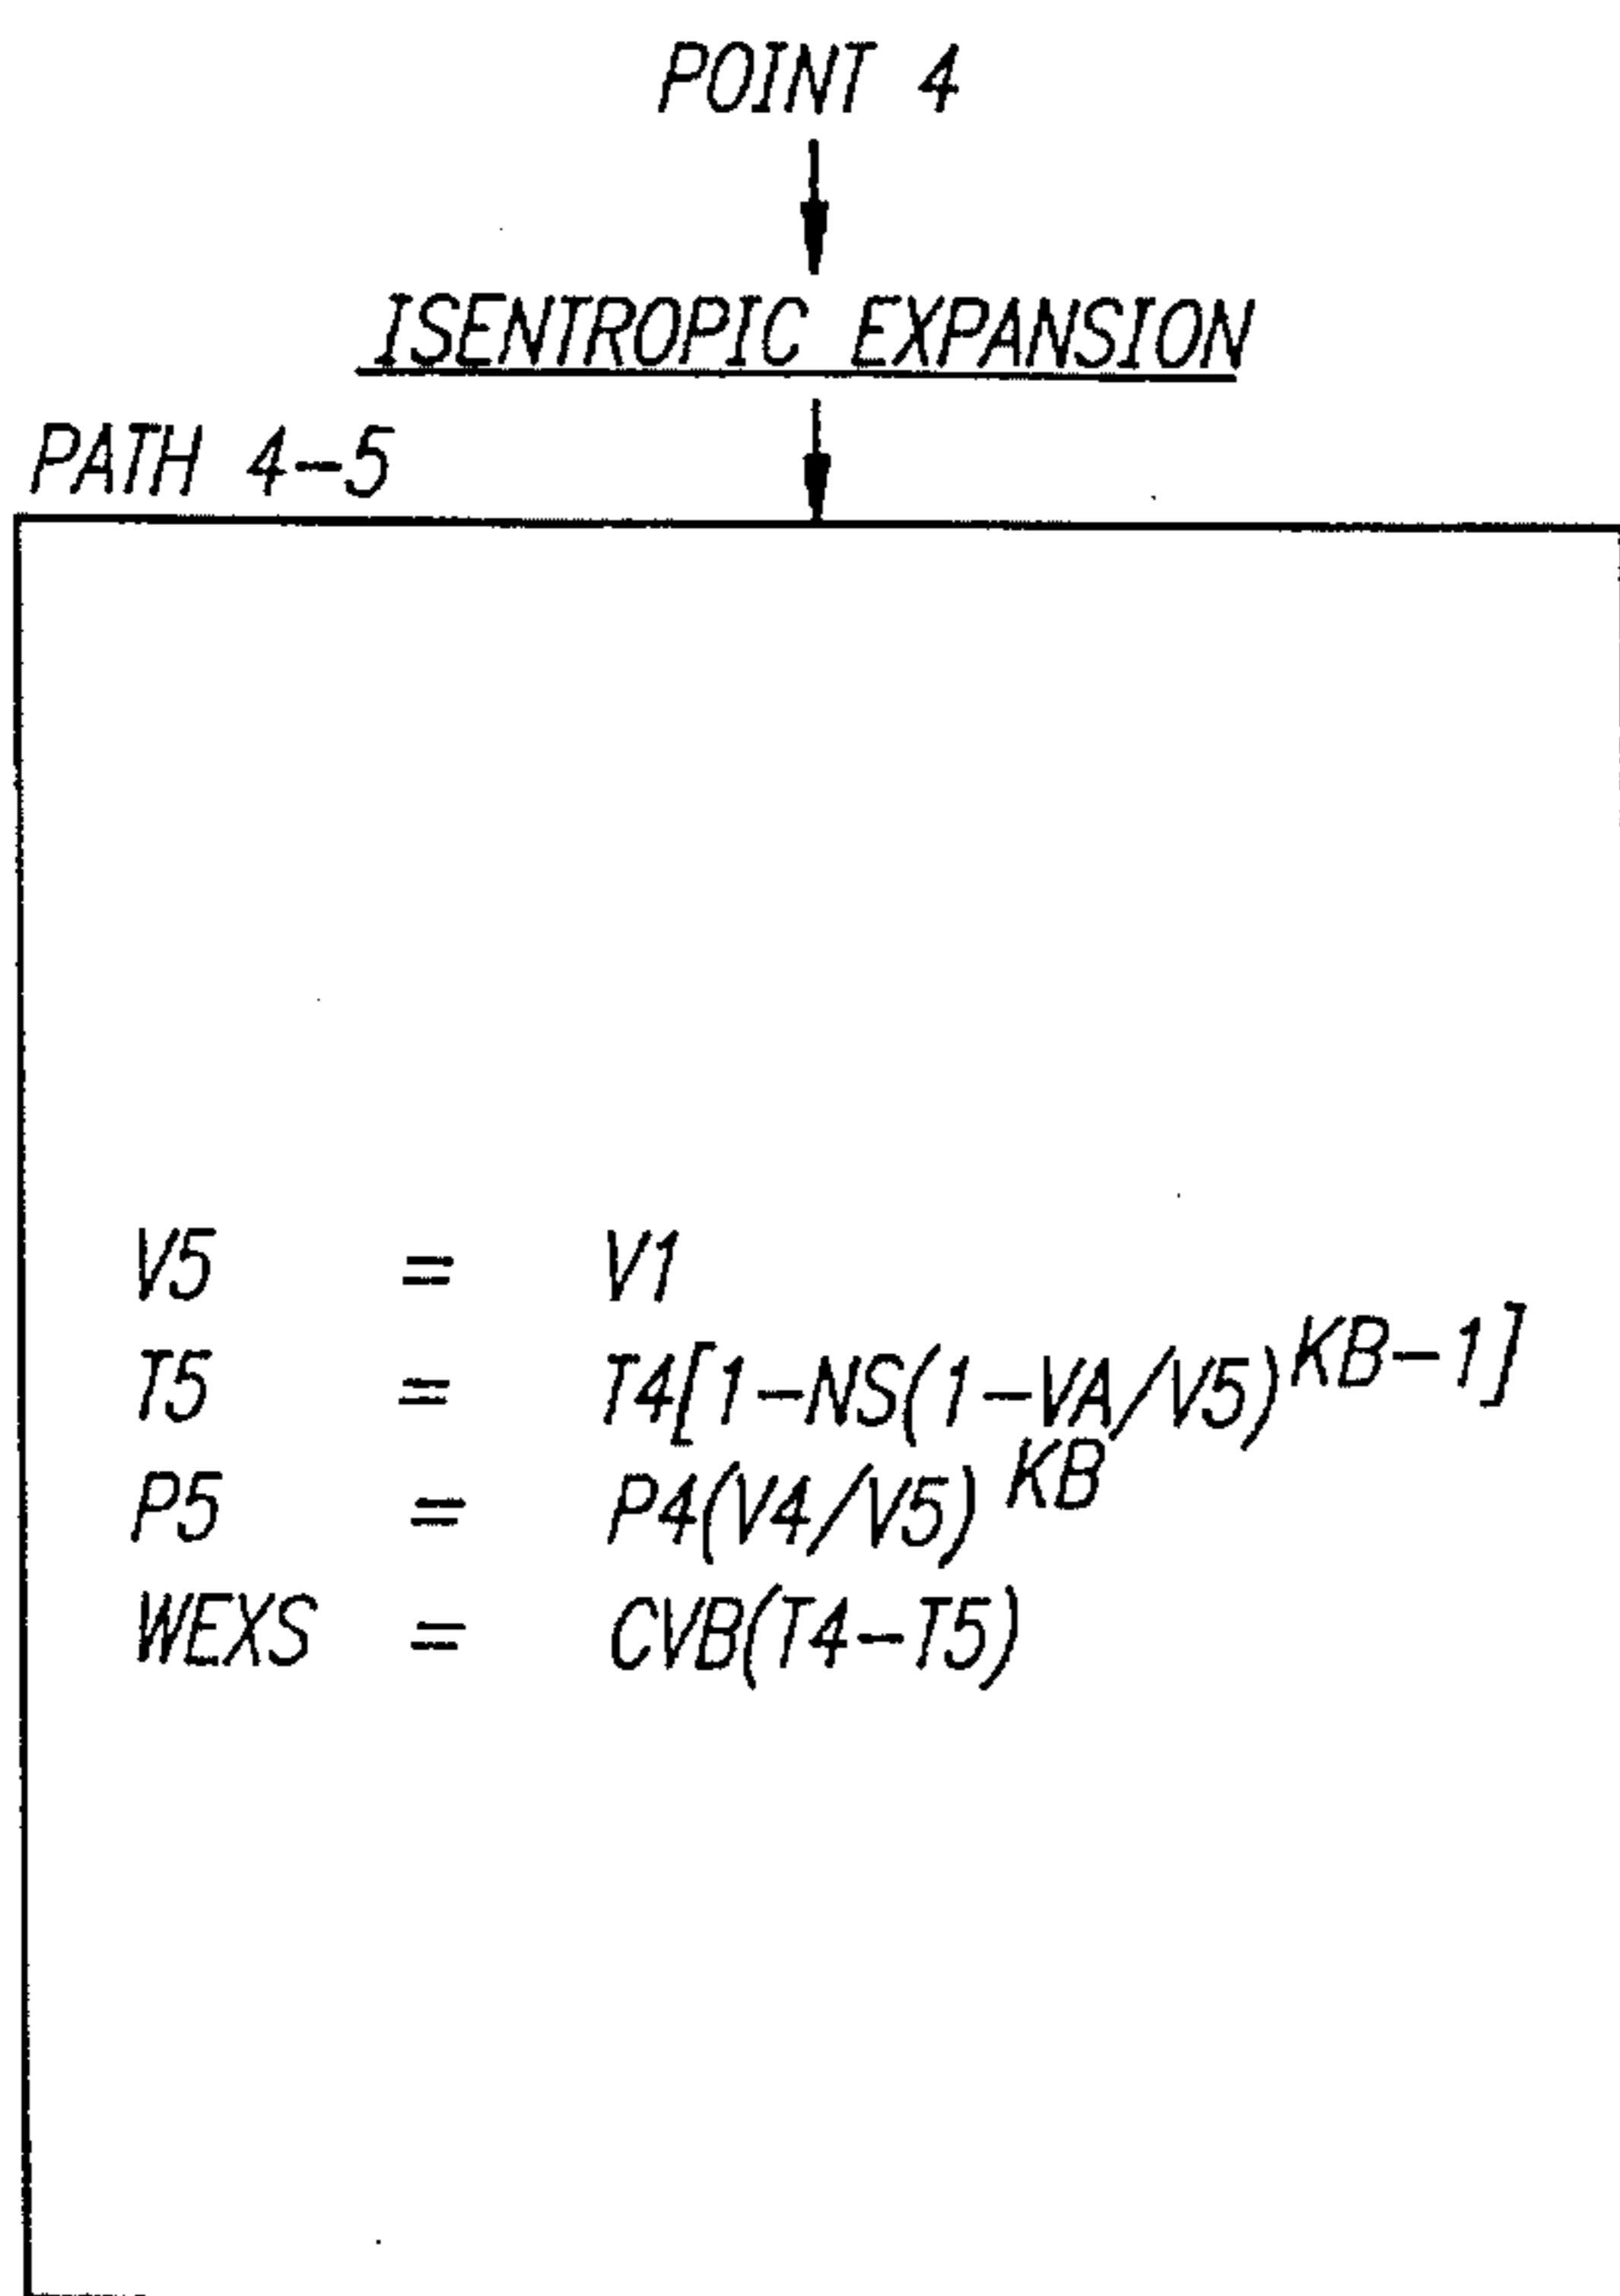 POINT 4
ISENTROPIC EXPANSION
PATH 4-5
V5 = V1
T5 = T4[1-NS(1-VA/V5)^KB-1]
P5 = P4(V4/V5)^KB
WEXS = CVB(T4-T5)